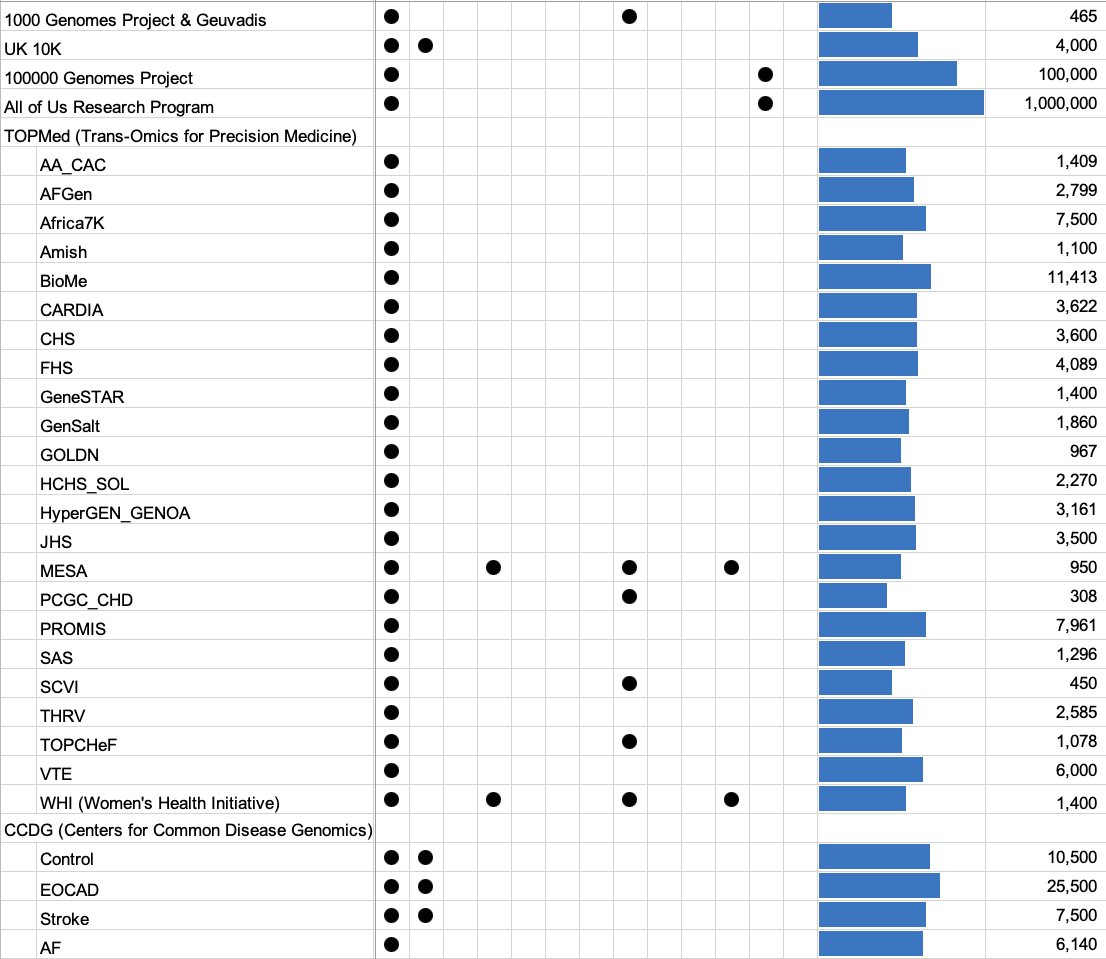 1000 Genomes Project & Geuvadis 465
UK 10K 4,000
100000 Genomes Project 100,000
All of Us Research Program 1,000,000
TOPMed (Trans-Omics for Precision Medicine)
AA_CAC 1,409
AFGen 2,799
Africa7K 7,500
Amish 1,100
BioMe 11,413
CARDIA 3,622
CHS 3,600
FHS 4,089
GeneSTAR 1,400
GenSalt 1,860
GOLDN 967
HCHS_SOL 2,270
HyperGEN_GENOA 3,161
JHS 3,500
MESA 950
PCGC_CHD 308
PROMIS 7,961
SAS 1,296
SCVI 450
THRV 2,585
TOPCHeF 1,078
VTE 6,000
WHI (Women's Health Initiative) 1,400
CCDG (Centers for Common Disease Genomics)
Control 10,500
EOCAD 25,500
Stroke 7,500
AF 6,140